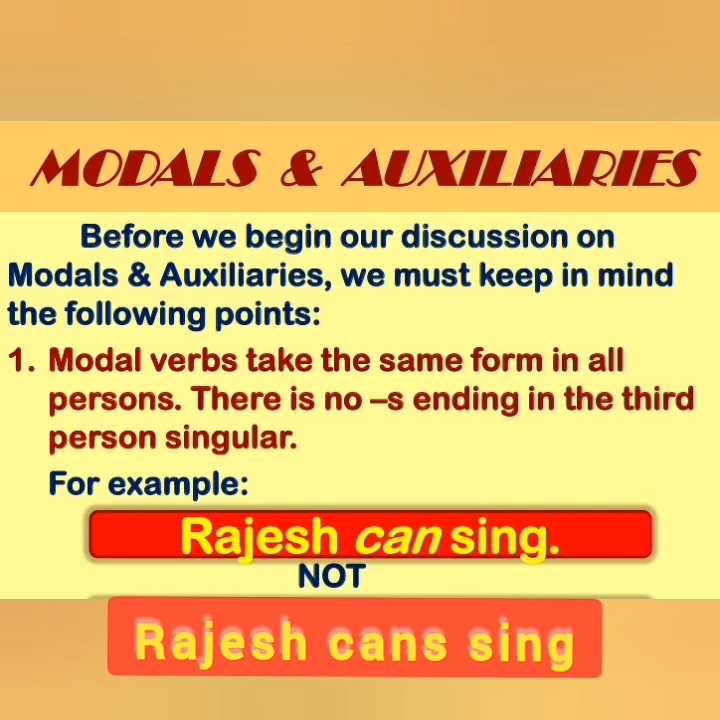 MODALS & AUXILIARIES
Before we begin our discussion on
Modals & Auxiliaries, we must keep in mind
the following points:
1. Modal verbs take the same form in all
persons. There is no –s ending in the third
person singular.
For example:
Rajesh can sing.
NOT
Rajesh cans sing